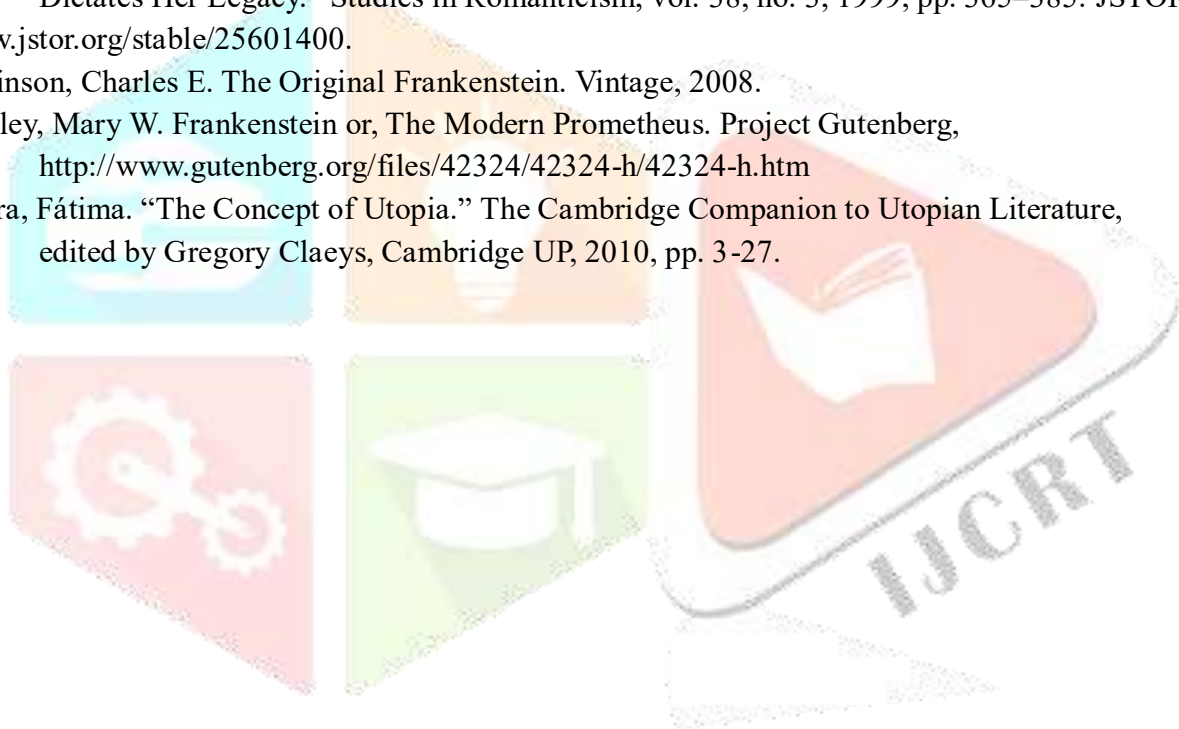 Dictates Her Legacy." Studies in Romanticism, vol. 38, no. 3, 1999, pp. 365–385. JSTOR
w.jstor.org/stable/25601400.
inson, Charles E. The Original Frankenstein. Vintage, 2008.
ley, Mary W. Frankenstein or, The Modern Prometheus. Project Gutenberg,
http://www.gutenberg.org/files/42324/42324-h/42324-h.htm
ra, Fátima. “The Concept of Utopia.” The Cambridge Companion to Utopian Literature,
edited by Gregory Claeys, Cambridge UP, 2010, pp. 3-27.
IJCRT